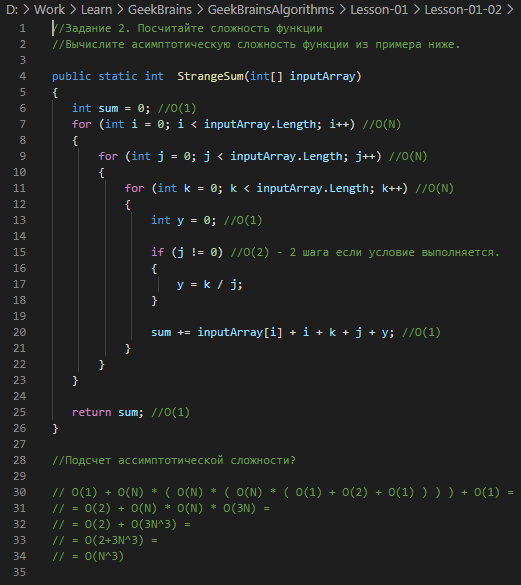 D: > Work > Learn > GeekBrains > GeekBrainsAlgorithms > Lesson-01 > Lesson-01-02 >
1 //Задание 2. Посчитайте сложность функции
2 //Вычислите асимптотическую сложность функции из примера ниже.
3
4 public static int  StrangeSum(int[] inputArray)
5 {
6 int sum = 0; //O(1)
7 for (int i = 0; i < inputArray.Length; i++) //O(N)
8 {
9 for (int j = 0; j < inputArray.Length; j++) //O(N)
10 {
11 for (int k = 0; k < inputArray.Length; k++) //O(N)
12 {
13 int y = 0; //O(1)
14
15 if (j != 0) //O(2) - 2 шага если условие выполняется.
16 {
17 y = k / j;
18 }
19
20 sum += inputArray[i] + i + k + j + y; //O(1)
21 }
22 }
23 }
24
25 return sum; //O(1)
26 }
27
28 //Подсчет ассимптотической сложности?
29
30 // O(1) + O(N) * ( O(N) * ( O(N) * ( O(1) + O(2) + O(1) ) ) ) + O(1) =
31 // = O(2) + O(N) * O(N) * O(3N) =
32 // = O(2) + O(3N^3) =
33 // = O(2+3N^3) =
34 // = O(N^3)
35